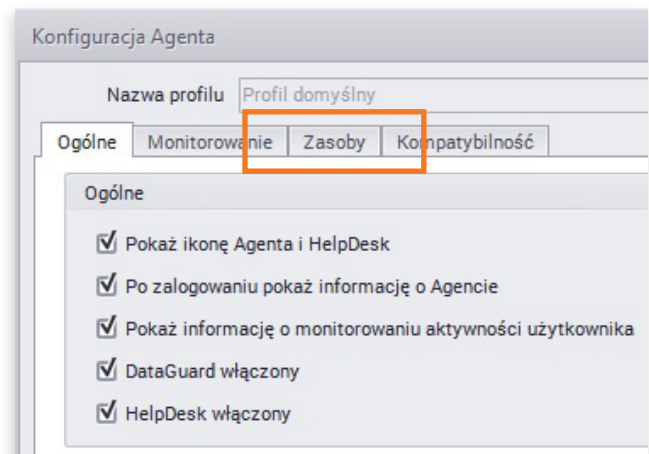 Konfiguracja Agenta
Nazwa profilu Profil domyślny
Ogólne Monitorowanie Zasoby Kompatybilność
Ogólne
Pokaż ikonę Agenta i HelpDesk
Po zalogowaniu pokaż informację o Agencie
Pokaż informację o monitorowaniu aktywności użytkownika
DataGuard włączony
HelpDesk włączony